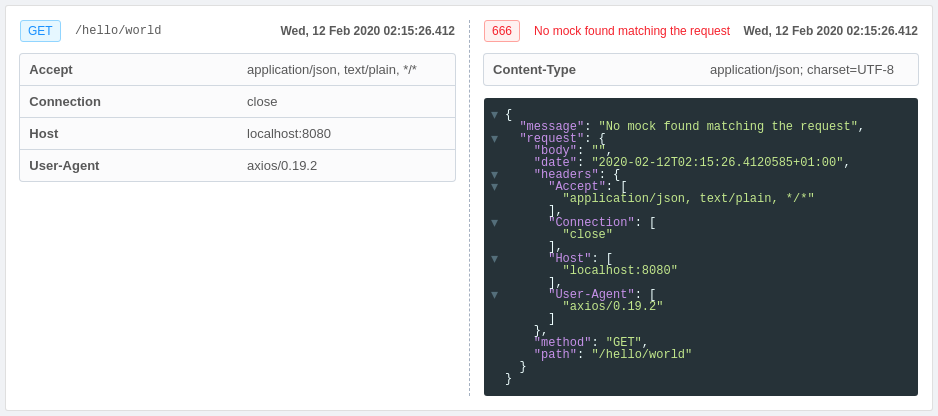 GET /hello/world Wed, 12 Feb 2020 02:15:26.412
Accept application/json, text/plain, */*
Connection close
Host localhost:8080
User-Agent axios/0.19.2
666 No mock found matching the request Wed, 12 Feb 2020 02:15:26.412
Content-Type application/json; charset=UTF-8
{
  "message": "No mock found matching the request",
  "request": {
    "body": "",
    "date": "2020-02-12T02:15:26.4120585+01:00",
    "headers": {
      "Accept": [
        "application/json, text/plain, */*"
      ],
      "Connection": [
        "close"
      ],
      "Host": [
        "localhost:8080"
      ],
      "User-Agent": [
        "axios/0.19.2"
      ]
    },
    "method": "GET",
    "path": "/hello/world"
  }
}